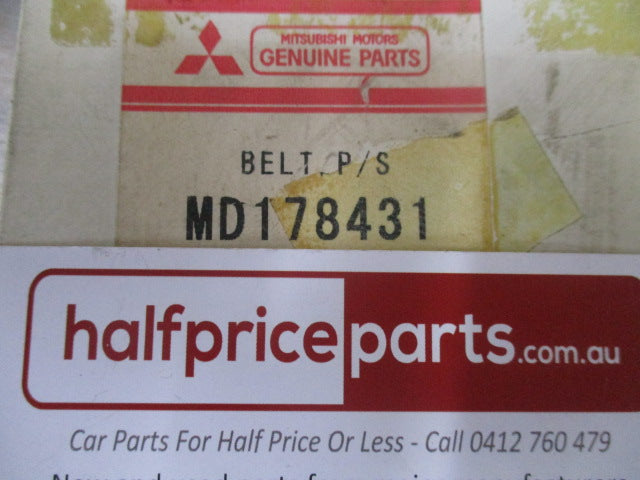 MITSUBISHI MOTORS
GENUINE PARTS
BELT, P/S
MD178431
halfpriceparts.com.au
Car Parts For Half Price Or Less - Call 0412 760 479